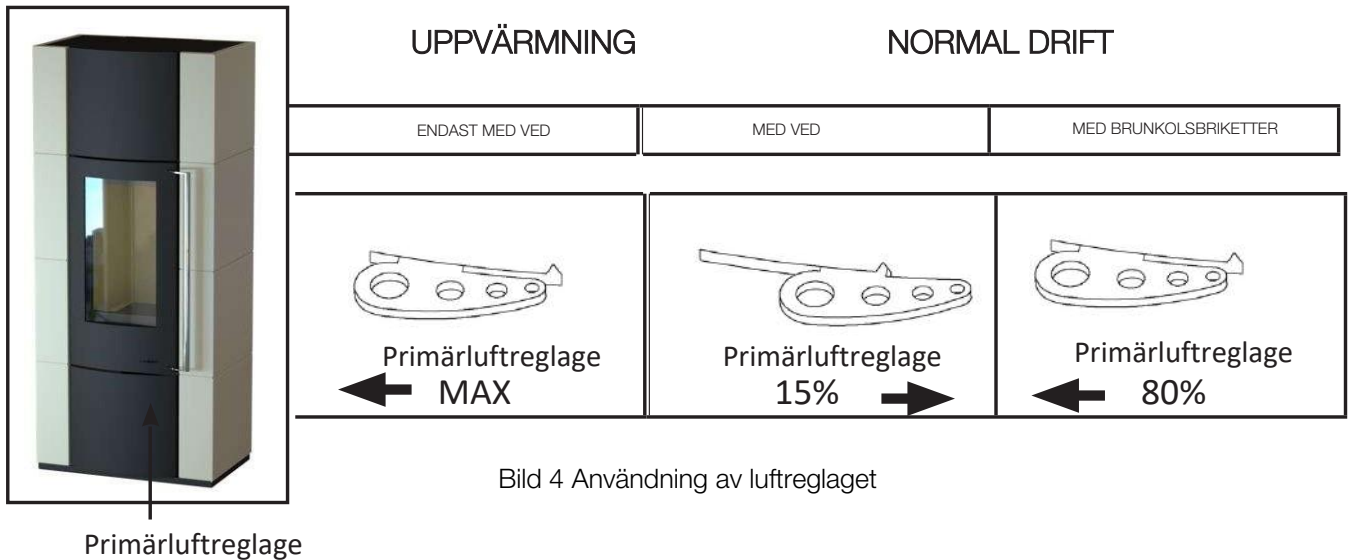 UPPVÄRMNING
NORMAL DRIFT
ENDAST MED VED
MED VED
MED BRUNKOLSBRIKETTER
Primärluftreglage
MAX
Primärluftreglage
15%
Primärluftreglage
80%
Bild 4 Användning av luftreglaget
Primärluftreglage